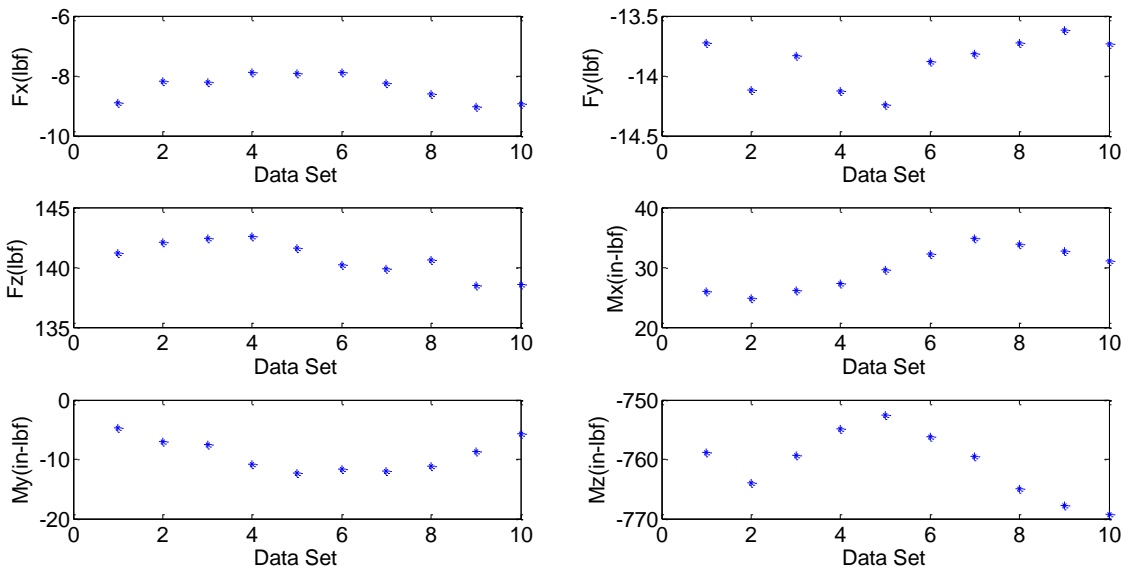 -6
-8
-10
Fx(lbf)
0 2 4 6 8 10
Data Set
-13.5
-14
-14.5
Fy(lbf)
0 2 4 6 8 10
Data Set
145
140
135
Fz(lbf)
0 2 4 6 8 10
Data Set
40
30
20
Mx(in-lbf)
0 2 4 6 8 10
Data Set
0
-10
-20
My(in-lbf)
0 2 4 6 8 10
Data Set
-750
-760
-770
Mz(in-lbf)
0 2 4 6 8 10
Data Set